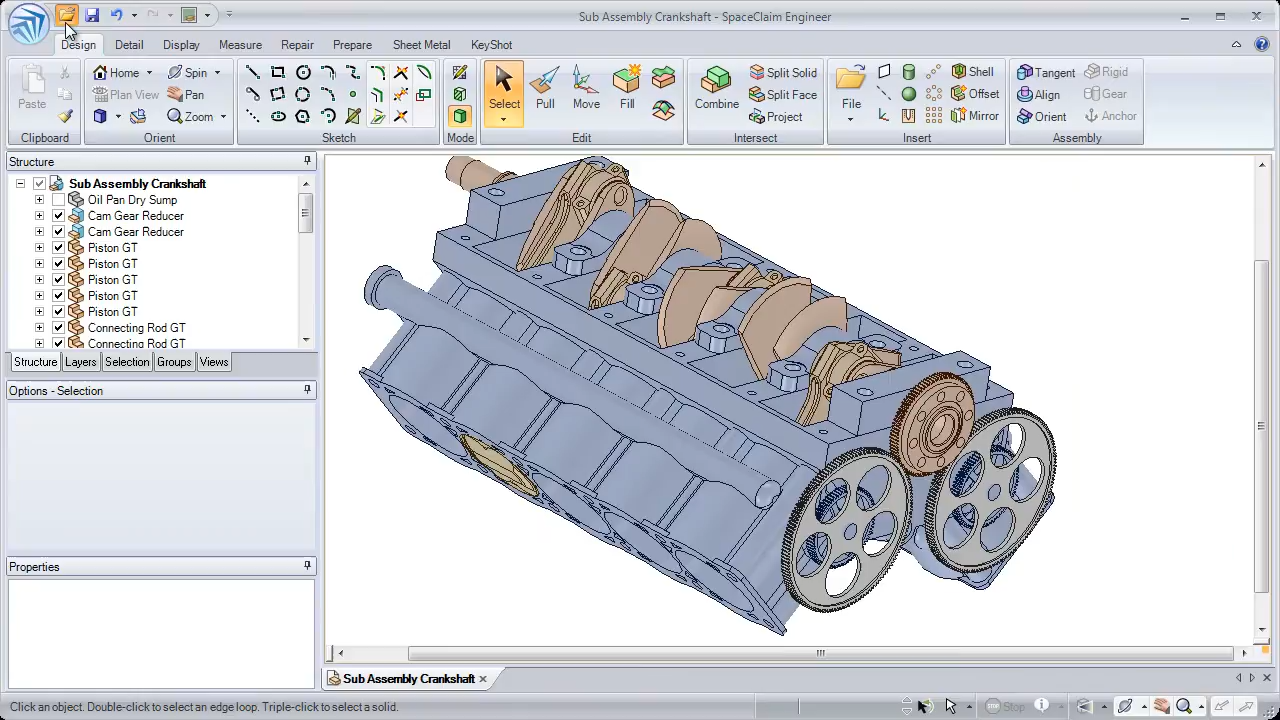 Sub Assembly Crankshaft - SpaceClaim Engineer
Design Detail Display Measure Repair Prepare Sheet Metal KeyShot
Paste
Clipboard
Home Spin
Plan View Pan
Zoom
Orient
Sketch
Mode
Select Pull Move Fill
Edit
Combine
Split Solid
Split Face
Project
Intersect
File
Shell
Offset
Mirror
Insert
Tangent Rigid
Align Gear
Orient Anchor
Assembly
Structure
Sub Assembly Crankshaft
Oil Pan Dry Sump
Cam Gear Reducer
Cam Gear Reducer
Piston GT
Piston GT
Piston GT
Piston GT
Piston GT
Connecting Rod GT
Connecting Rod GT
Structure Layers Selection Groups Views
Options - Selection
Properties
Sub Assembly Crankshaft
Click an object. Double-click to select an edge loop. Triple-click to select a solid.
Stop